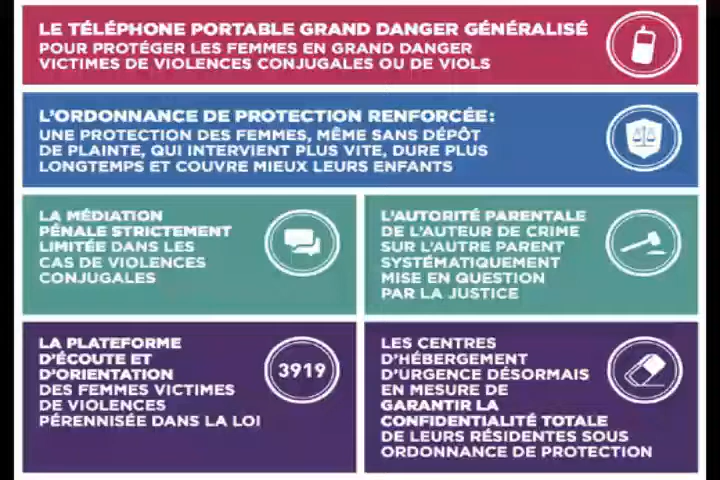 LE TÉLÉPHONE PORTABLE GRAND DANGER GÉNÉRALISÉ
POUR PROTÉGER LES FEMMES EN GRAND DANGER
VICTIMES DE VIOLENCES CONJUGALES OU DE VIOLS
L'ORDONNANCE DE PROTECTION RENFORCÉE:
UNE PROTECTION DES FEMMES, MÊME SANS DÉPÔT
DE PLAINTE, QUI INTERVIENT PLUS VITE, DURE PLUS
LONGTEMPS ET COUVRE MIEUX LEURS ENFANTS
LA MÉDIATION
PÉNALE STRICTEMENT
LIMITÉE DANS LES
CAS DE VIOLENCES
CONJUGALES
L'AUTORITÉ PARENTALE
DE L'AUTEUR DE CRIME
SUR L'AUTRE PARENT
SYSTÉMATIQUEMENT
MISE EN QUESTION
PAR LA JUSTICE
LA PLATEFORME
D'ÉCOUTE ET
D'ORIENTATION
DES FEMMES VICTIMES
DE VIOLENCES
PÉRENNISÉE DANS LA LOI
3919
LES CENTRES
D'HÉBERGEMENT
D'URGENCE DÉSORMAIS
EN MESURE DE
GARANTIR LA
CONFIDENTIALITÉ TOTALE
DE LEURS RÉSIDENTES SOUS
ORDONNANCE DE PROTECTION